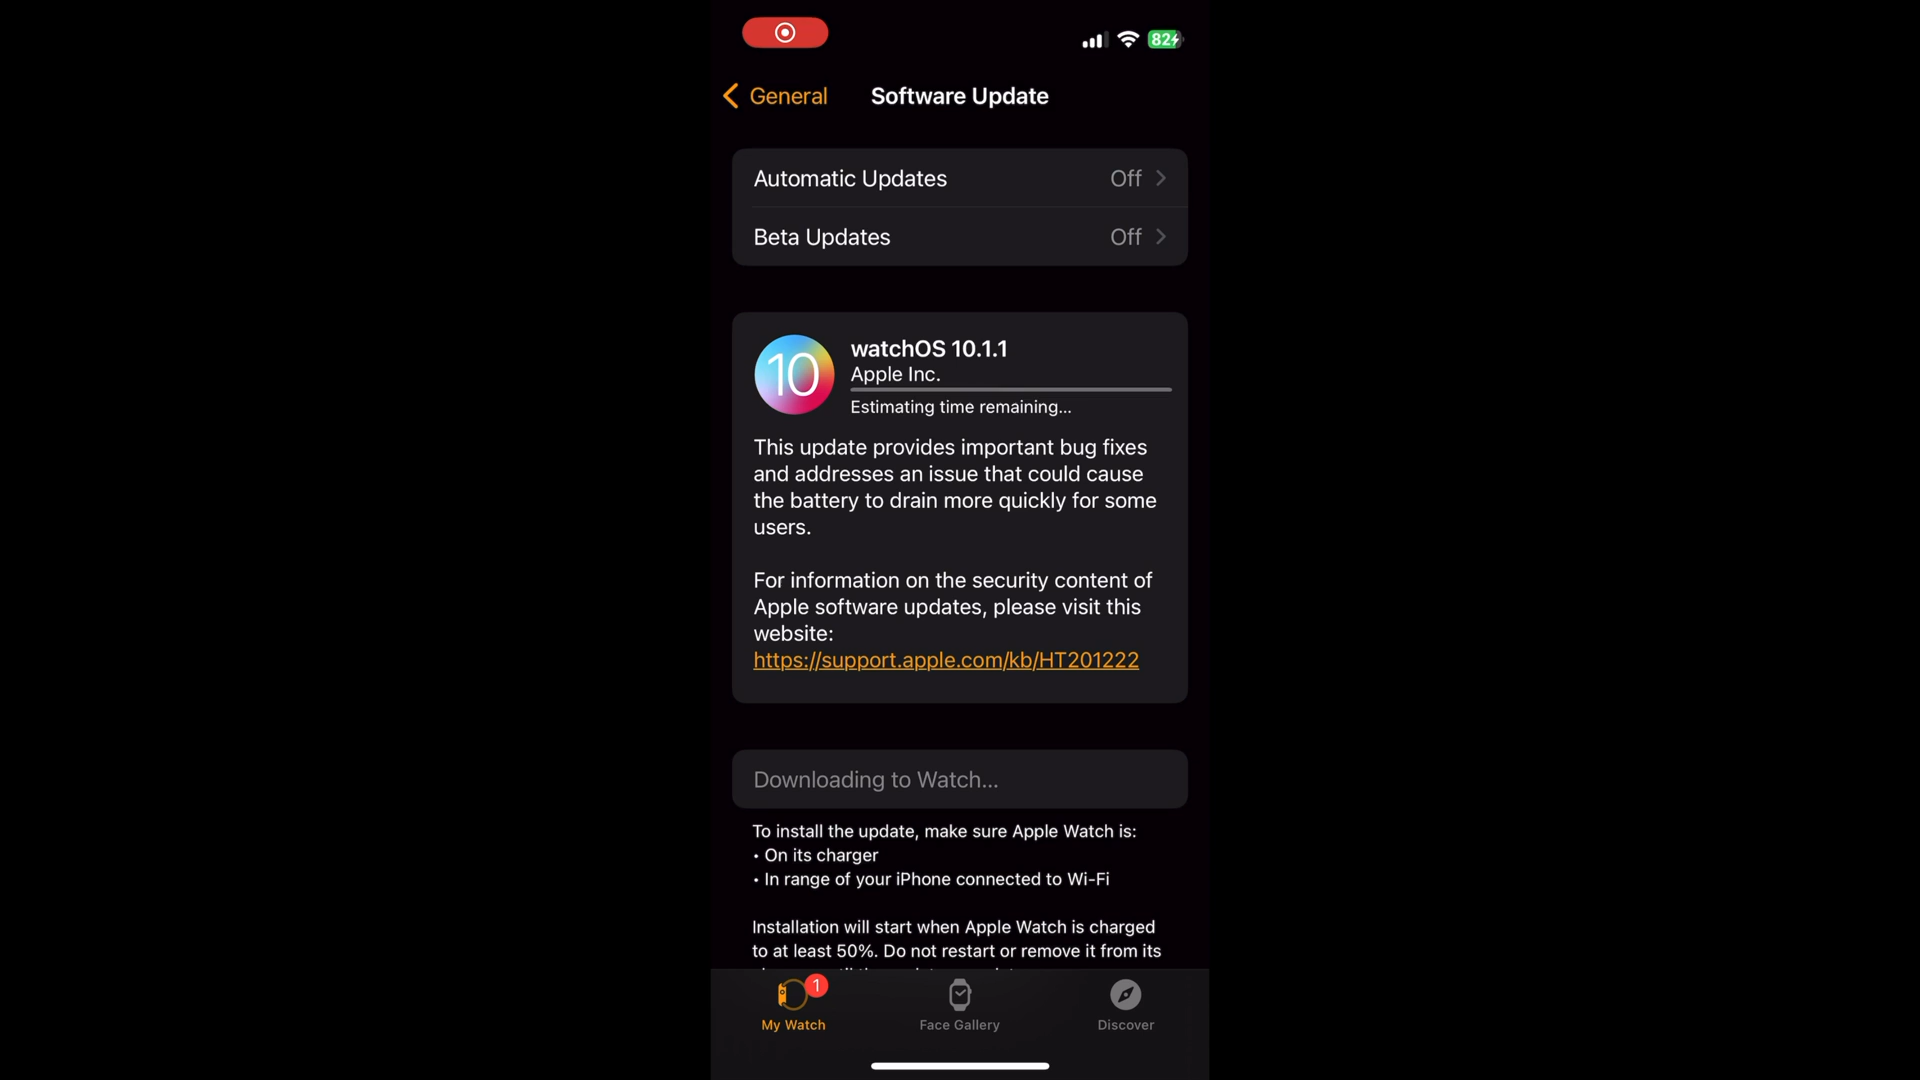 82
General
Software Update
Automatic Updates
Off
Beta Updates
Off
10
watchOS 10.1.1
Apple Inc.
Estimating time remaining...
This update provides important bug fixes
and addresses an issue that could cause
the battery to drain more quickly for some
users.
For information on the security content of
Apple software updates, please visit this
website:
https://support.apple.com/kb/HT201222
Downloading to Watch...
To install the update, make sure Apple Watch is:
• On its charger
• In range of your iPhone connected to Wi-Fi
Installation will start when Apple Watch is charged
to at least 50%. Do not restart or remove it from its
1
My Watch
Face Gallery
Discover